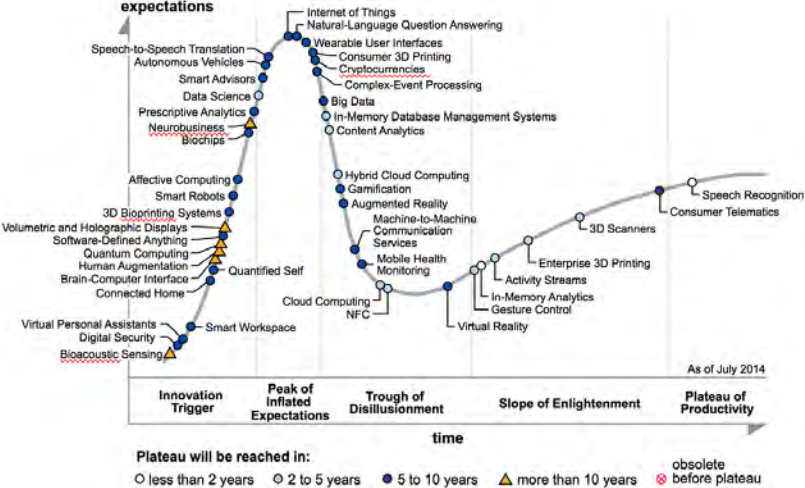 expectations
Internet of Things
Natural-Language Question Answering
Wearable User Interfaces
Speech-to-Speech Translation
Consumer 3D Printing
Autonomous Vehicles
Cryptocurrencies
Smart Advisors
Complex-Event Processing
Data Science
Big Data
Prescriptive Analytics
In-Memory Database Management Systems
Neurobusiness
Content Analytics
Biochips
Hybrid Cloud Computing
Affective Computing
Gamification
Smart Robots
Augmented Reality
Speech Recognition
3D Bioprinting Systems
Consumer Telematics
Machine-to-Machine
Communication
Services
Volumetric and Holographic Displays
3D Scanners
Software-Defined Anything
Quantum Computing
Mobile Health
Monitoring
Enterprise 3D Printing
Human Augmentation
Quantified Self
Brain-Computer Interface
Activity Streams
Connected Home
Cloud Computing
In-Memory Analytics
NFC
Gesture Control
Virtual Personal Assistants
Smart Workspace
Virtual Reality
Digital Security
Bioacoustic Sensing
As of July 2014
Innovation
Trigger
Peak of
Inflated
Expectations
Trough of
Disillusionment
Slope of Enlightenment
Plateau of
Productivity
time
Plateau will be reached in:
less than 2 years
2 to 5 years
5 to 10 years
more than 10 years
obsolete
before plateau